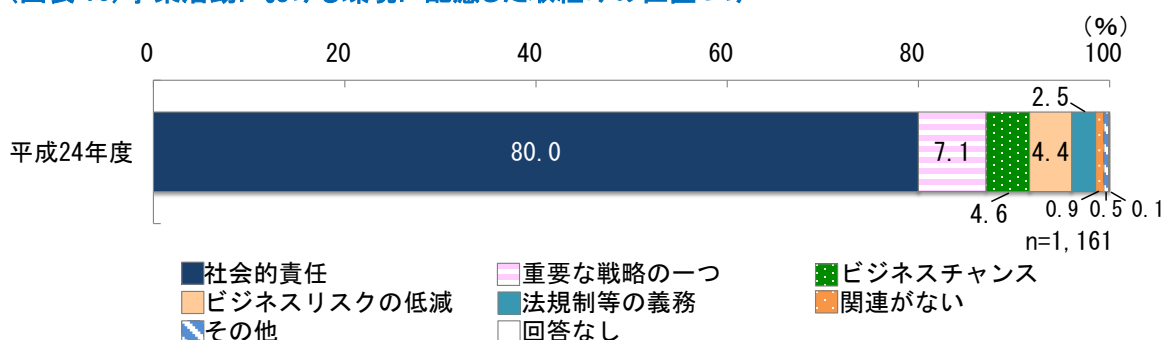 (%)
0 20 40 60 80 100
2.5
平成24年度 80.0 7.1 4.4
4.6 0.9 0.5 0.1
n=1,161
社会的責任 重要な戦略の一つ ビジネスチャンス
ビジネスリスクの低減 法規制等の義務 関連がない
その他 回答なし